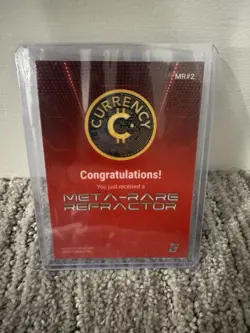 MR#2
CURRENCY
Congratulations!
You just received a
META-RARE
REFRACTOR